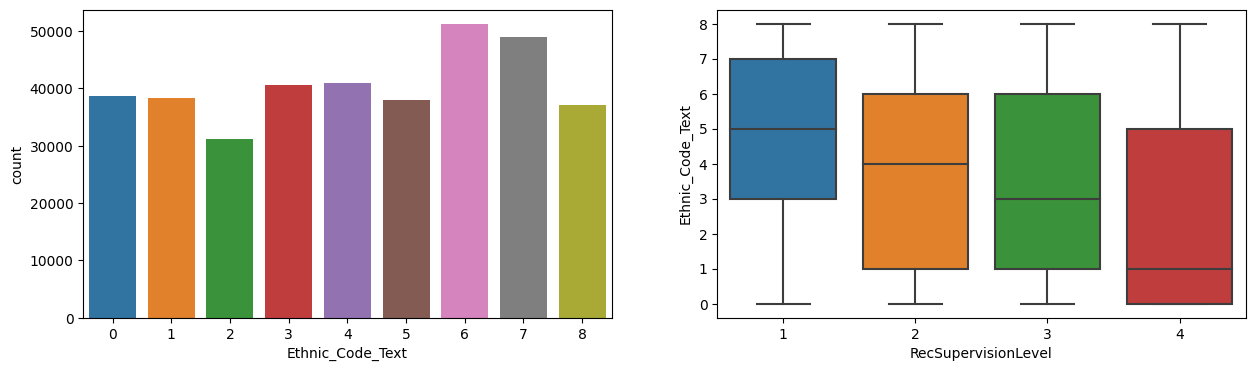 50000
40000
30000
20000
10000
0
count
0 1 2 3 4 5 6 7 8
Ethnic_Code_Text
8
7
6
5
4
3
2
1
0
Ethnic_Code_Text
1 2 3 4
RecSupervisionLevel